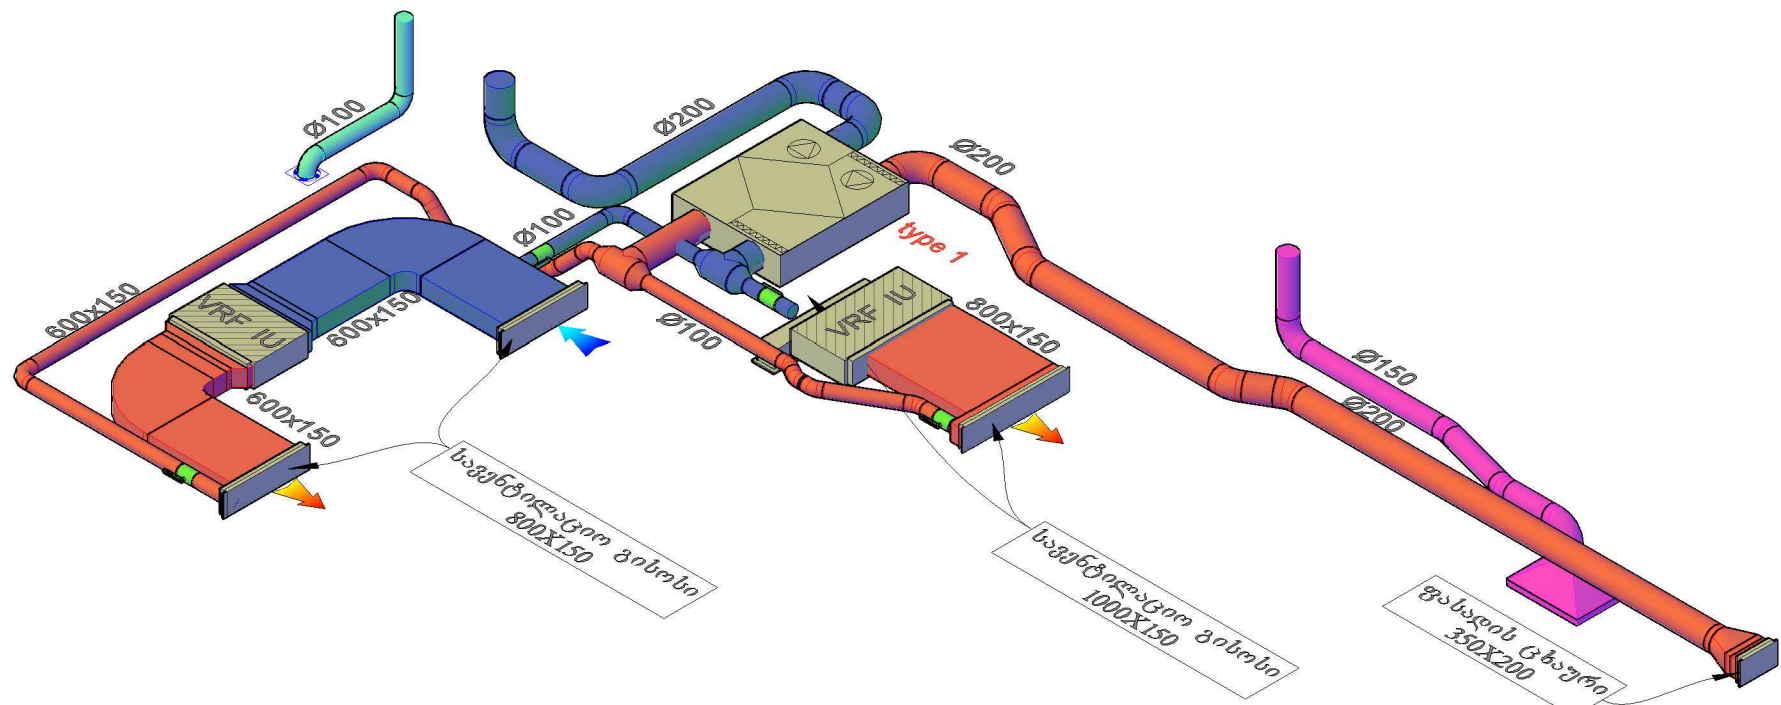 Ø100
Ø200
Ø200
Ø100
type 1
600x150
VRF IU
600x150
600x150
Ø100
VRF IU
800x150
Ø150
Ø200
სავენტილაციო გისოსი
800X150
სავენტილაციო გისოსი
1000X150
ფასადის ცხაური
350X200